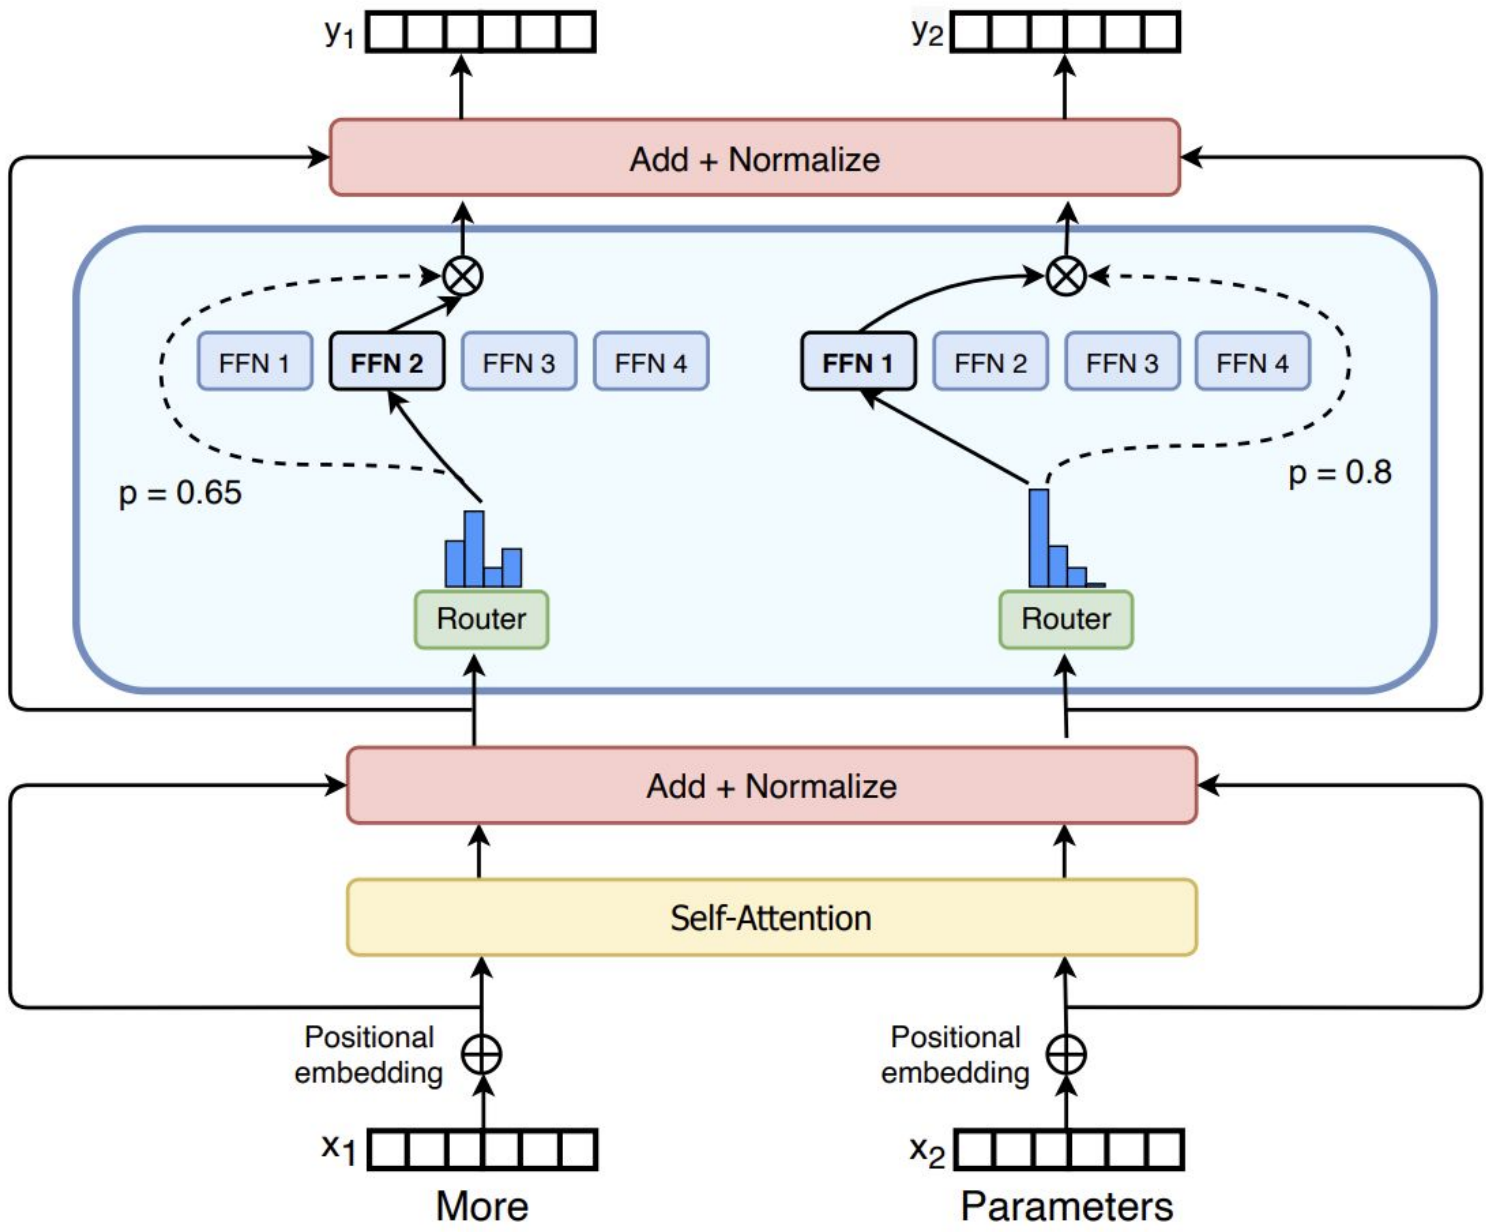 y1
y2
Add + Normalize
FFN 1 FFN 2 FFN 3 FFN 4
FFN 1 FFN 2 FFN 3 FFN 4
p = 0.65
p = 0.8
Router
Router
Add + Normalize
Self-Attention
Positional
embedding
Positional
embedding
x1
x2
More
Parameters